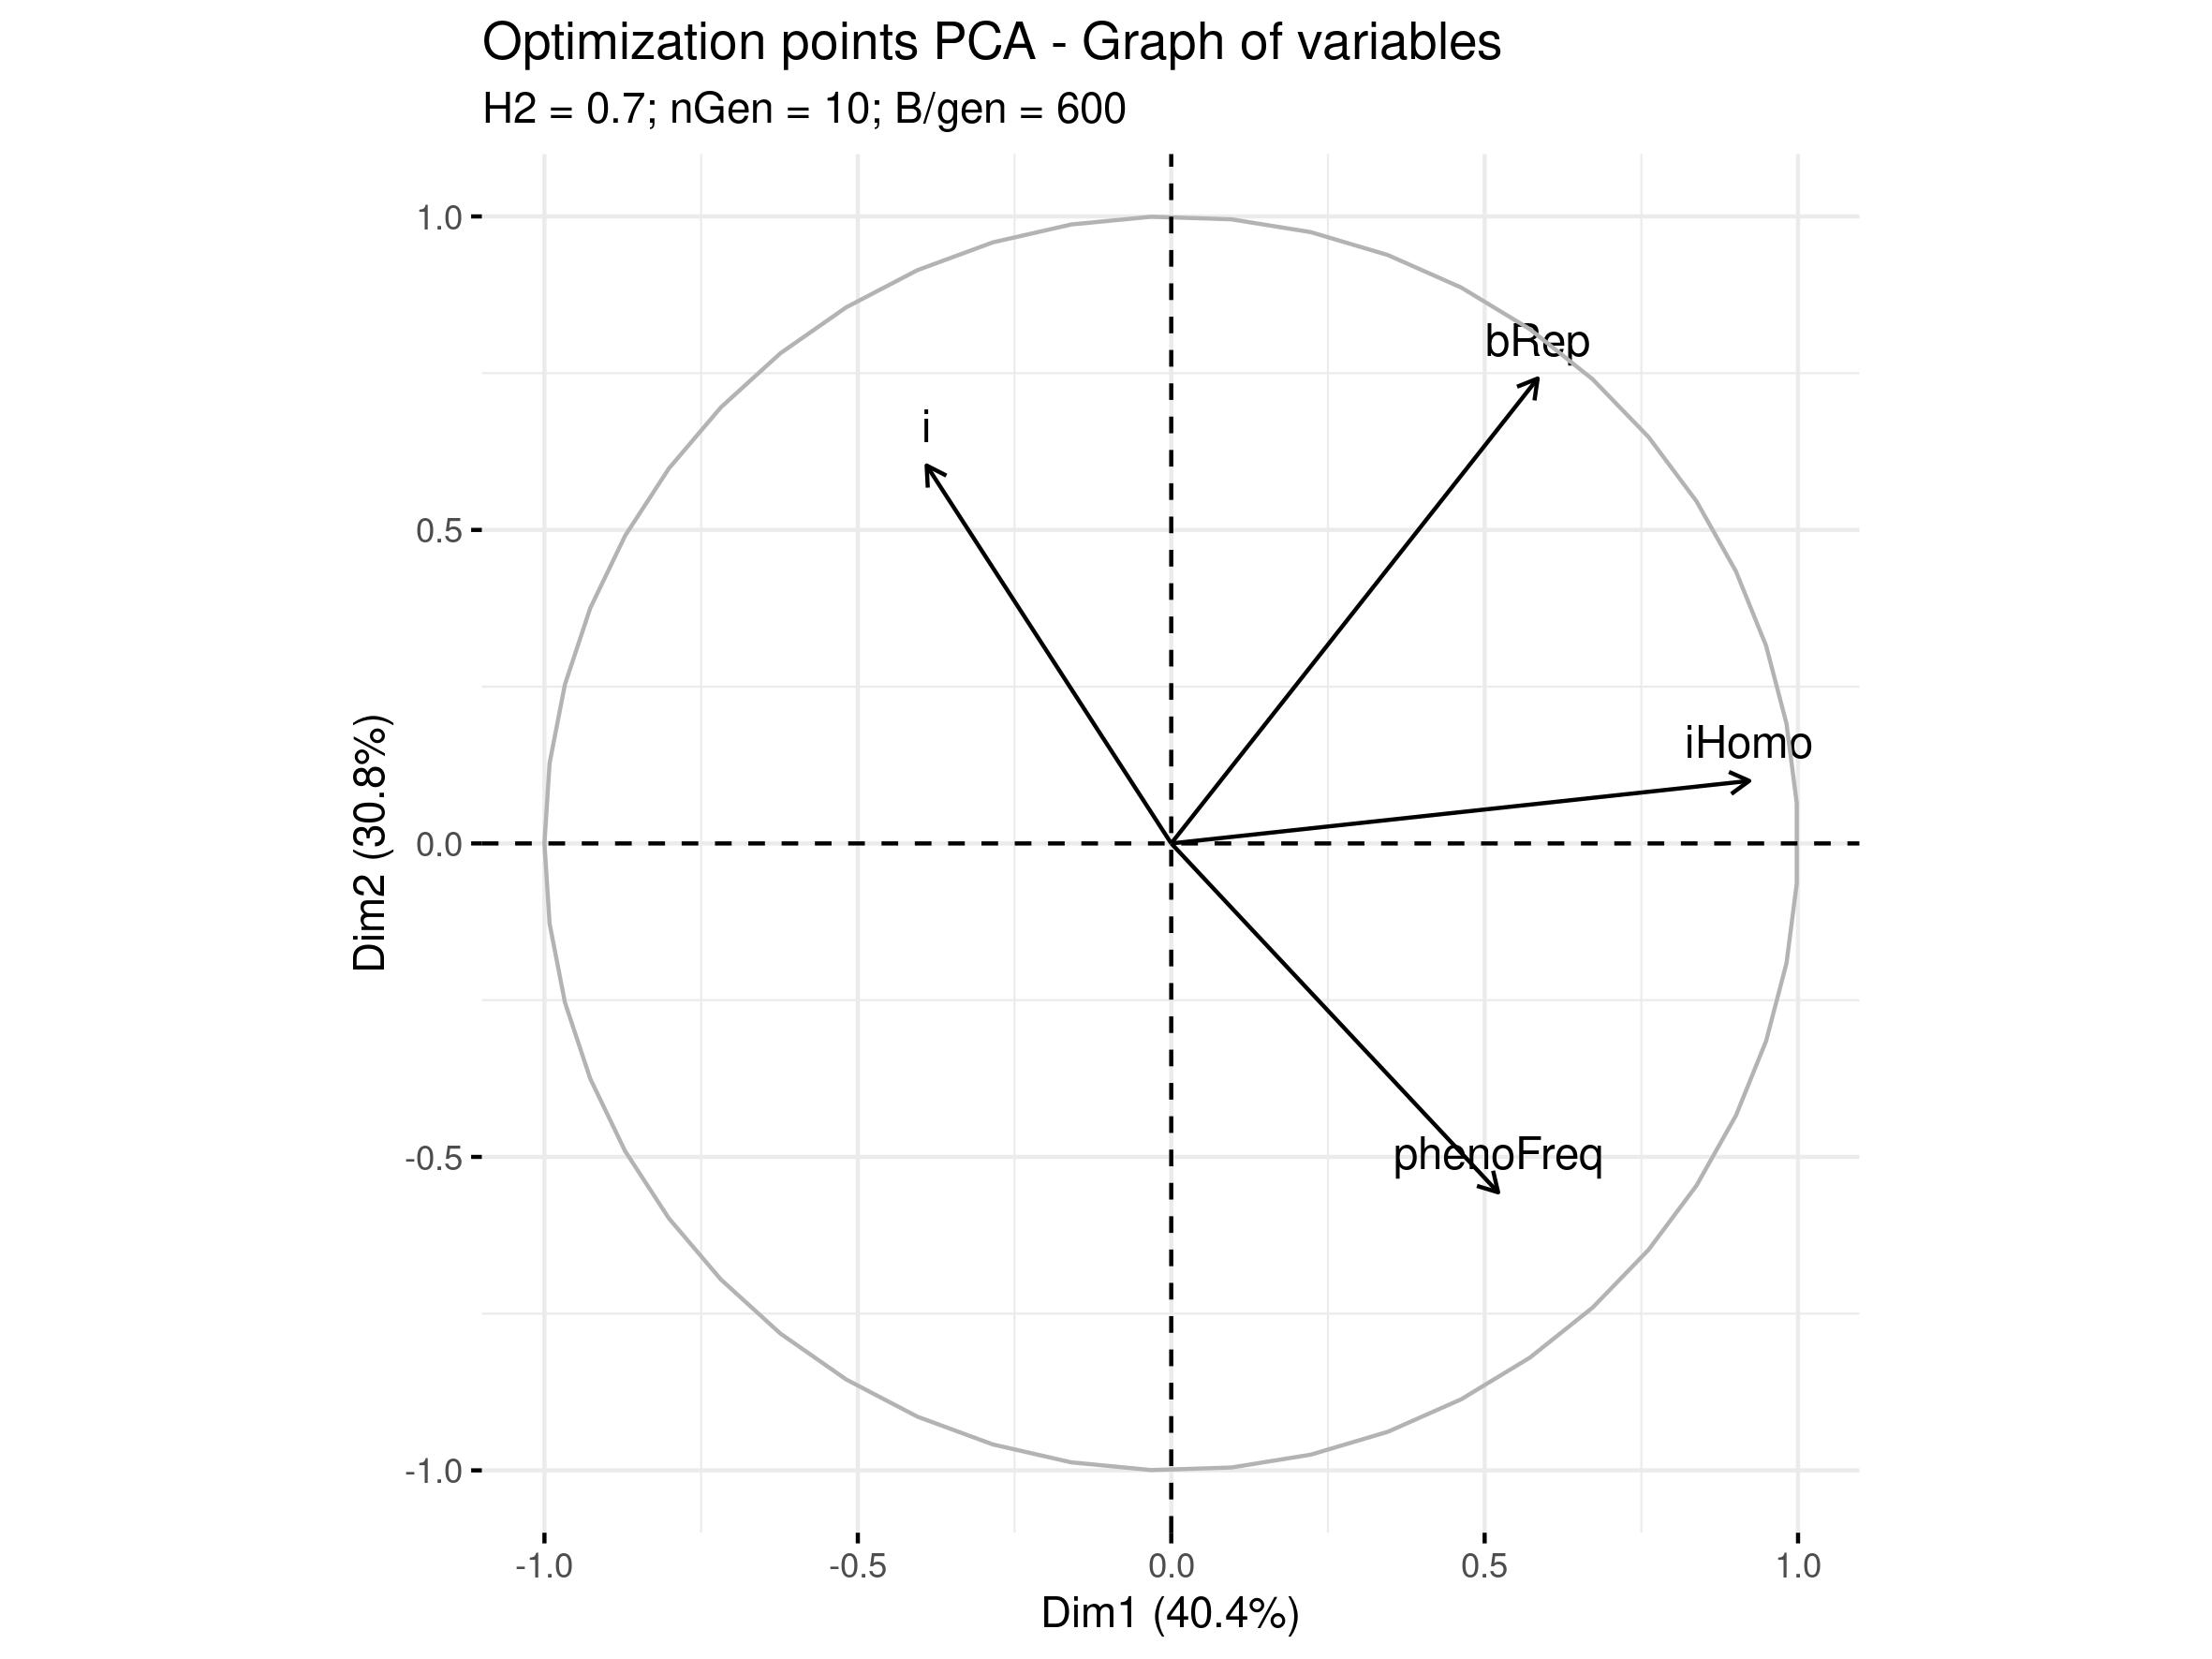 Optimization points PCA - Graph of variables
H2 = 0.7; nGen = 10; B/gen = 600
1.0
0.5
0.0
-0.5
-1.0
Dim2 (30.8%)
bRep
i
iHomo
phenoFreq
-1.0 -0.5 0.0 0.5 1.0
Dim1 (40.4%)